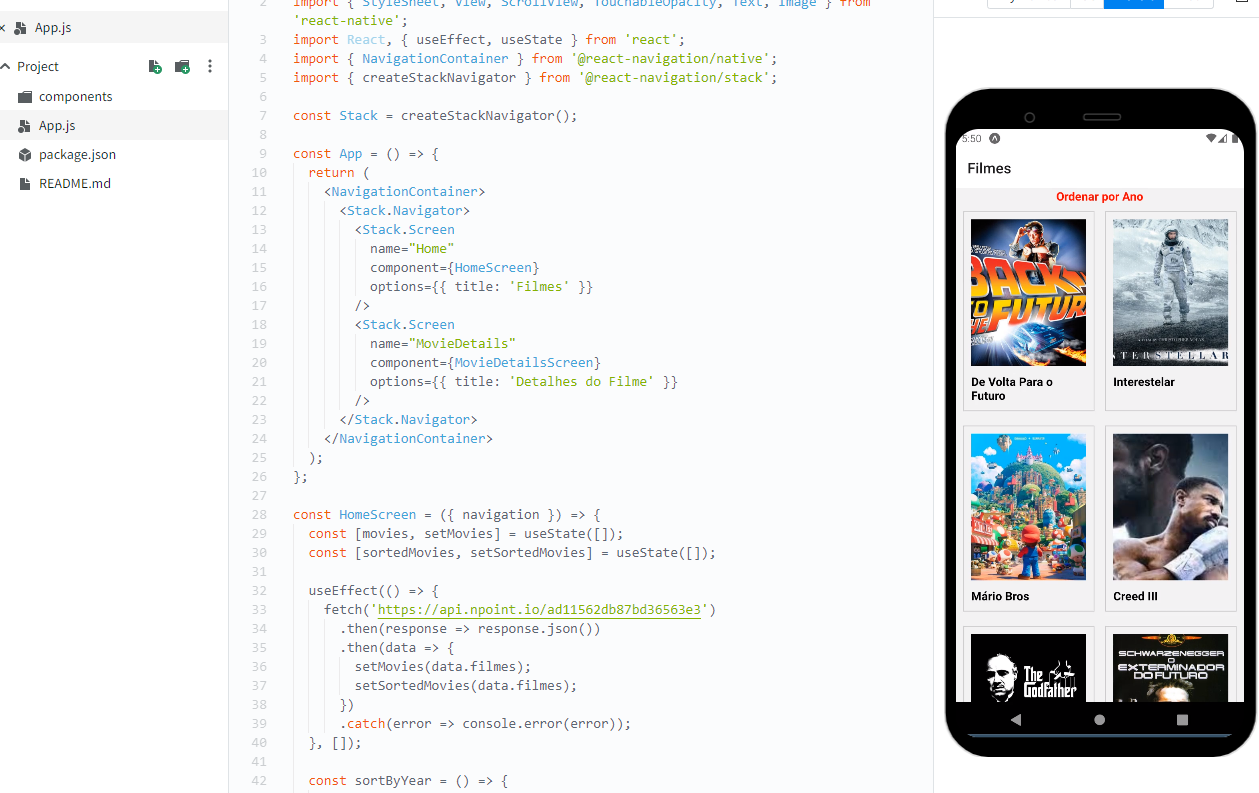 App.js
Project
components
App.js
package.json
README.md
2 import { StyleSheet, View, ScrollView, TouchableOpacity, Text, Image } from
'react-native';
3 import React, { useEffect, useState } from 'react';
4 import { NavigationContainer } from '@react-navigation/native';
5 import { createStackNavigator } from '@react-navigation/stack';
6
7 const Stack = createStackNavigator();
8
9 const App = () => {
10 return (
11 <NavigationContainer>
12 <Stack.Navigator>
13 <Stack.Screen
14 name="Home"
15 component={HomeScreen}
16 options={{ title: 'Filmes' }}
17 />
18 <Stack.Screen
19 name="MovieDetails"
20 component={MovieDetailsScreen}
21 options={{ title: 'Detalhes do Filme' }}
22 />
23 </Stack.Navigator>
24 </NavigationContainer>
25 );
26 };
27
28 const HomeScreen = ({ navigation }) => {
29 const [movies, setMovies] = useState([]);
30 const [sortedMovies, setSortedMovies] = useState([]);
31
32 useEffect(() => {
33 fetch('https://api.npoint.io/ad11562db87bd36563e3')
34 .then(response => response.json())
35 .then(data => {
36 setMovies(data.filmes);
37 setSortedMovies(data.filmes);
38 })
39 .catch(error => console.error(error));
40 }, []);
41
42 const sortByYear = () => {
5:50
Filmes
Ordenar por Ano
BACK
TO
THE FUTURE
INTERSTELLAR
De Volta Para o
Futuro
Interestelar
Mário Bros
Creed III
The
Godfather
SCHWARZENEGGER
O
EXTERMINADOR
DO FUTURO